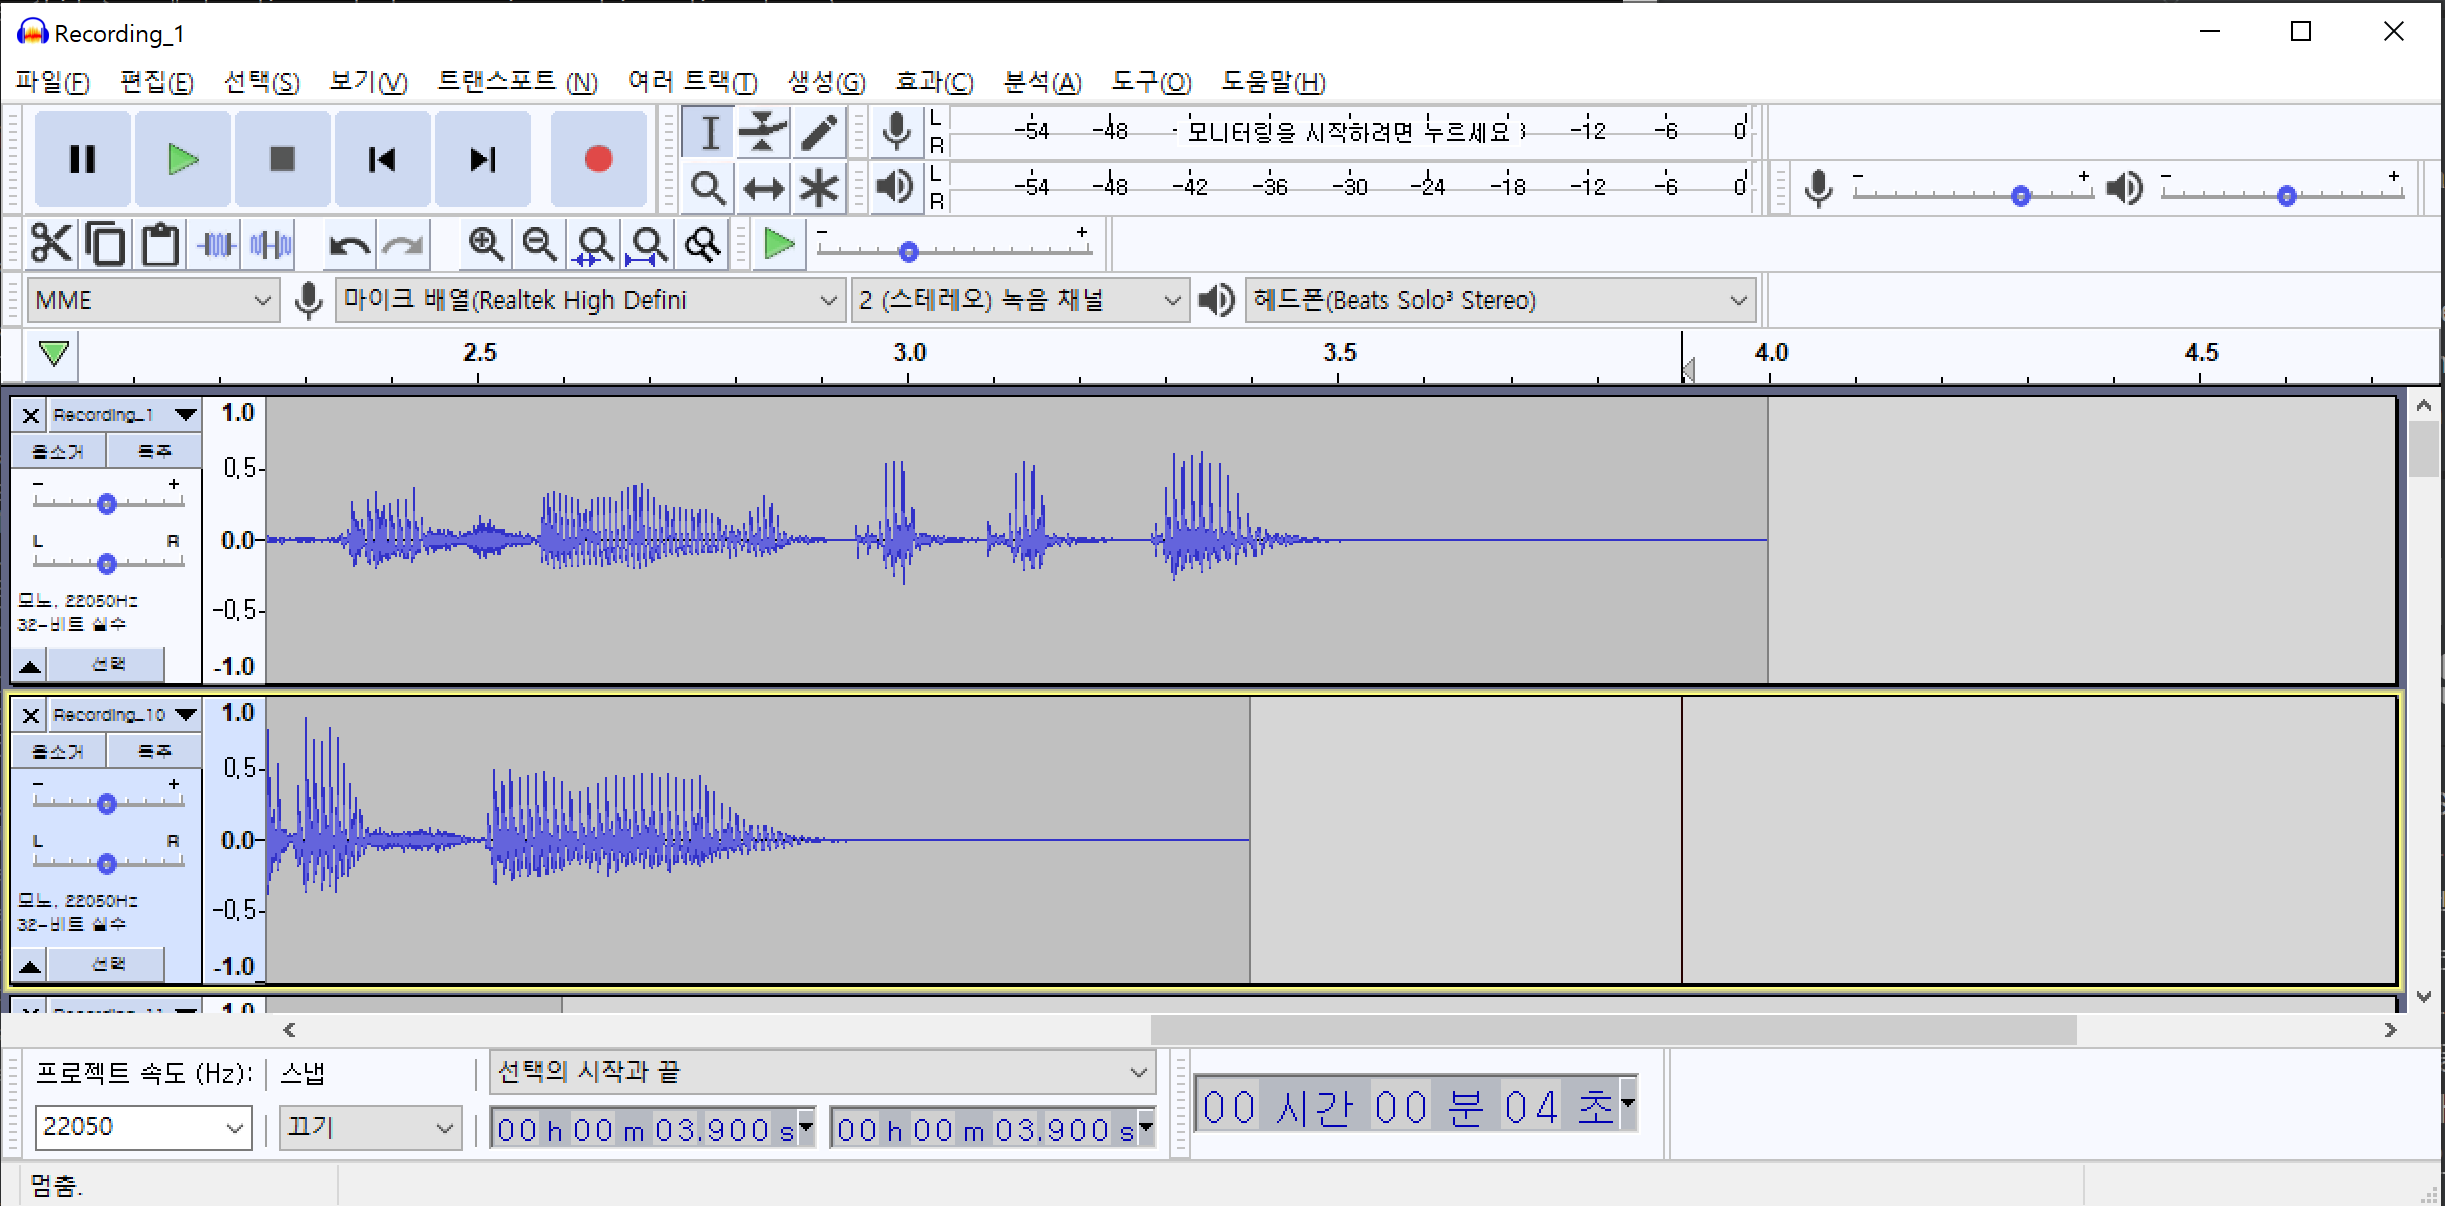 Recording_1
파일(F) 편집(E) 선택(S) 보기(V) 트랜스포트 (N) 여러 트랙(T) 생성(G) 효과(C) 분석(A) 도구(O) 도움말(H)
L R -54 -48 모니터링을 시작하려면 누르세요 -12 -6 0
L R -54 -48 -42 -36 -30 -24 -18 -12 -6 0
- + - +
- +
MME 마이크 배열(Realtek High Defini 2 (스테레오) 녹음 채널 헤드폰(Beats Solo³ Stereo)
2.5 3.0 3.5 4.0 4.5
Recording_1 1.0
음소거 독주 0.5
- +
L R 0.0
모노, 22050Hz -0.5
32-비트 실수
선택 -1.0
Recording_10 1.0
음소거 독주 0.5
- +
L R 0.0
모노, 22050Hz -0.5
32-비트 실수
선택 -1.0
1.0
프로젝트 속도 (Hz): 스냅 선택의 시작과 끝
22050 끄기 00 h 00 m 03.900 s 00 h 00 m 03.900 s 00 시간 00 분 04 초
멈춤.